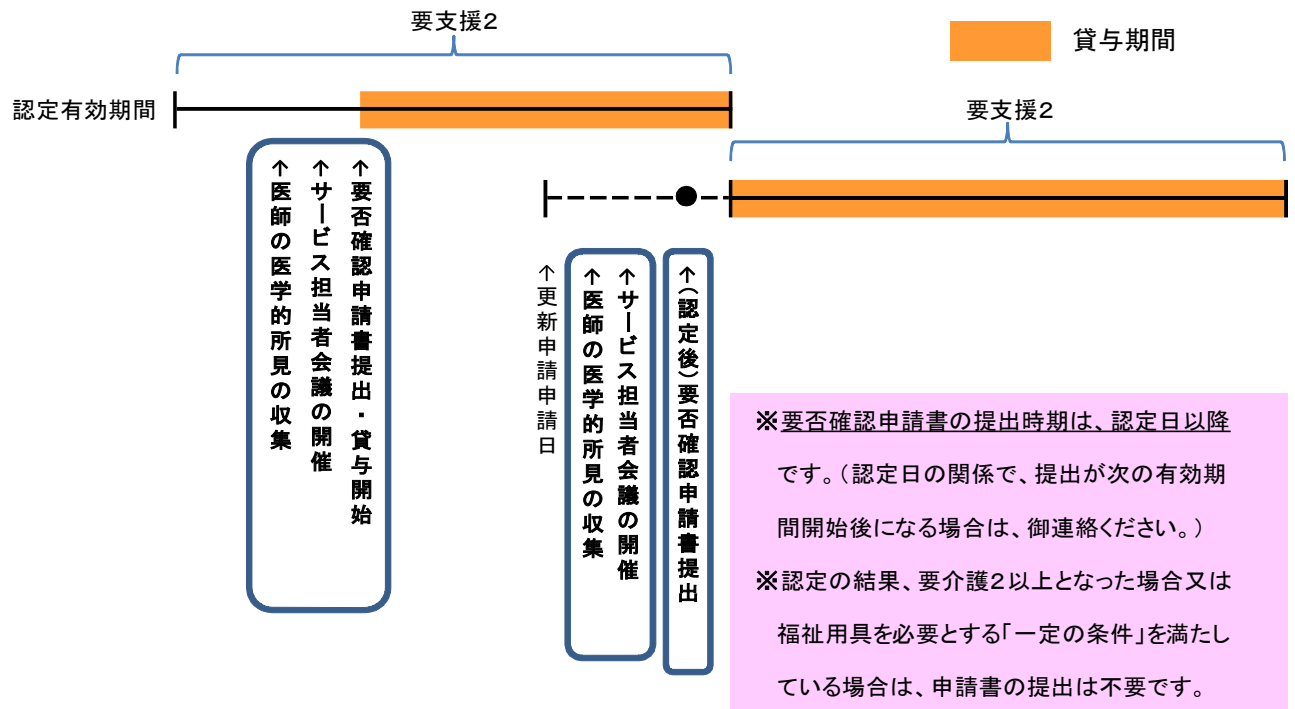 要支援2
貸与期間
認定有効期間
要支援2
↑要否確認申請書提出・貸与開始
↑サービス担当者会議の開催
↑医師の医学的所見の収集
↑(認定後)要否確認申請書提出
↑サービス担当者会議の開催
↑医師の医学的所見の収集
↑更新申請申請日
※要否確認申請書の提出時期は、認定日以降
です。(認定日の関係で、提出が次の有効期
間開始後になる場合は、御連絡ください。)
※認定の結果、要介護2以上となった場合又は
福祉用具を必要とする「一定の条件」を満たし
ている場合は、申請書の提出は不要です。